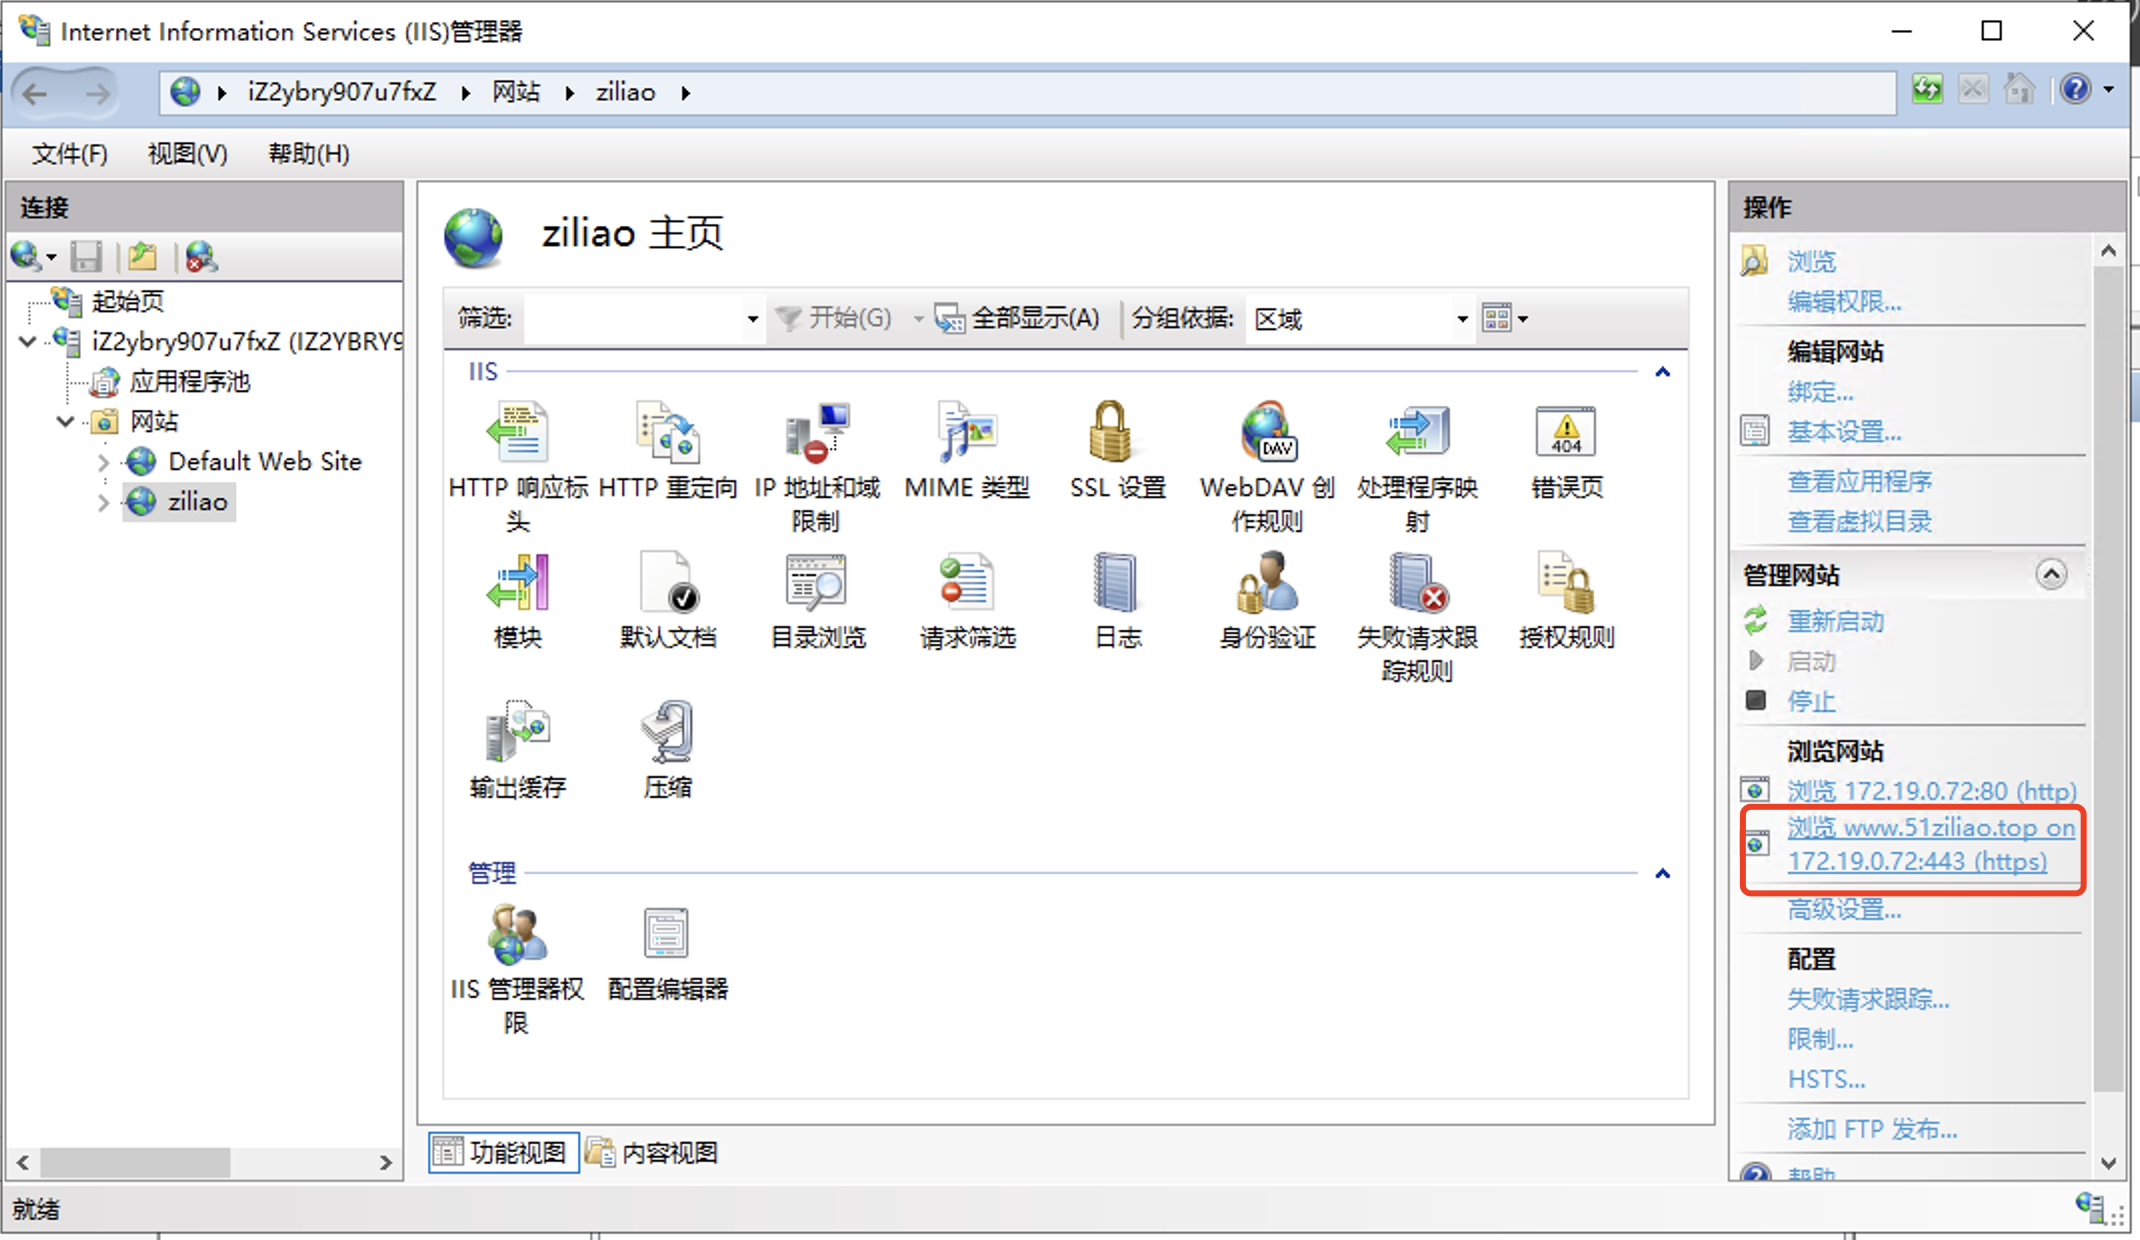 Internet Information Services (IIS)管理器
iZ2ybry907u7fxZ 网站 ziliao
文件(F) 视图(V) 帮助(H)
连接
起始页
iZ2ybry907u7fxZ (IZ2YBRY9
应用程序池
网站
Default Web Site
ziliao
ziliao 主页
筛选: 开始(G) 全部显示(A) 分组依据: 区域
IIS
HTTP 响应标头
HTTP 重定向
IP 地址和域限制
MIME 类型
SSL 设置
DAV
WebDAV 创作规则
处理程序映射
404
错误页
模块
默认文档
目录浏览
请求筛选
日志
身份验证
失败请求跟踪规则
授权规则
输出缓存
压缩
管理
IIS 管理器权限
配置编辑器
功能视图 内容视图
操作
浏览
编辑权限...
编辑网站
绑定...
基本设置...
查看应用程序
查看虚拟目录
管理网站
重新启动
启动
停止
浏览网站
浏览 172.19.0.72:80 (http)
浏览 www.51ziliao.top on
172.19.0.72:443 (https)
高级设置...
配置
失败请求跟踪...
限制...
HSTS...
添加 FTP 发布...
帮助
就绪